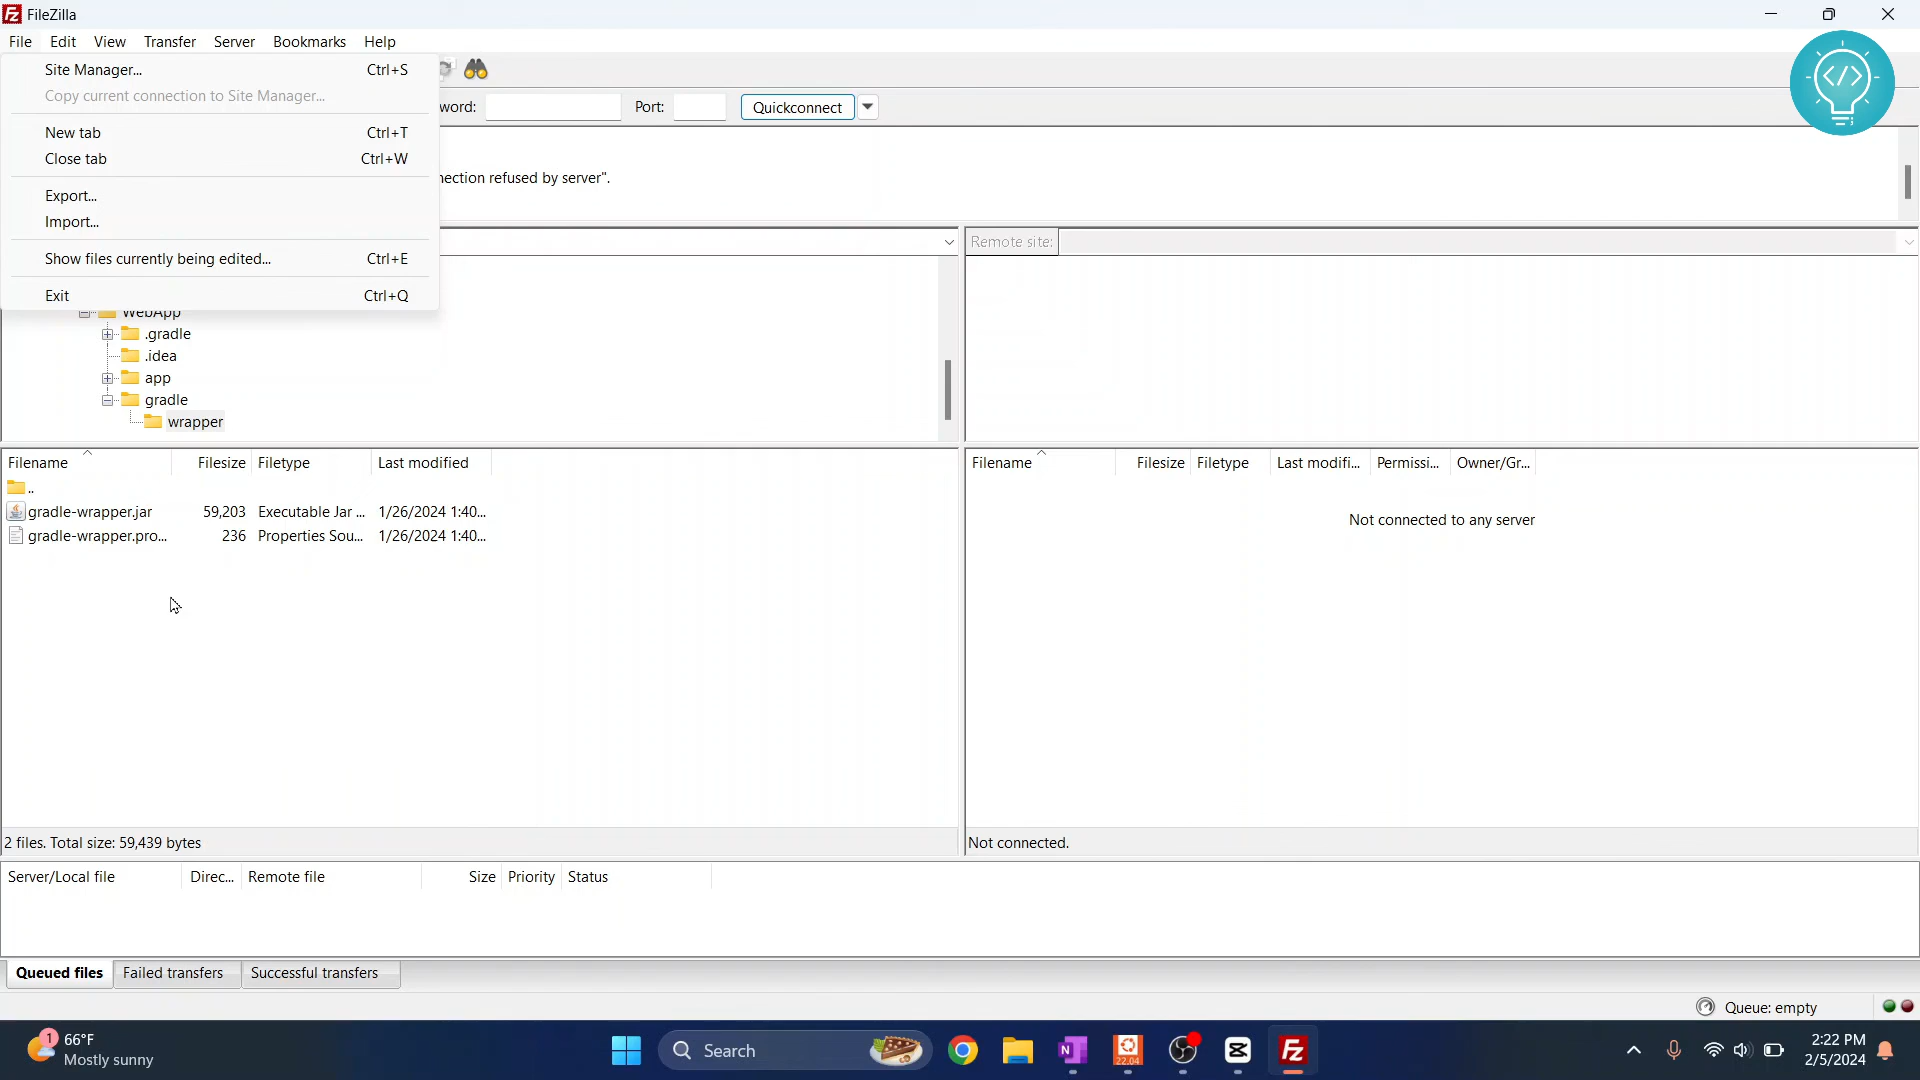 FileZilla
File Edit View Transfer Server Bookmarks Help
Site Manager... Ctrl+S
Copy current connection to Site Manager...
word: Port: Quickconnect
New tab Ctrl+T
Close tab Ctrl+W
nection refused by server".
Export...
Import...
Remote site:
Show files currently being edited... Ctrl+E
Exit Ctrl+Q
WebApp
.gradle
.idea
app
gradle
wrapper
Filename Filesize Filetype Last modified
..
gradle-wrapper.jar 59,203 Executable Jar ... 1/26/2024 1:40...
gradle-wrapper.pro... 236 Properties Sou... 1/26/2024 1:40...
2 files. Total size: 59,439 bytes
Filename Filesize Filetype Last modifi... Permissi... Owner/Gr...
Not connected to any server
Not connected.
Server/Local file Direc... Remote file Size Priority Status
Queued files Failed transfers Successful transfers
Queue: empty
1 66°F
Mostly sunny
Search
22.04
2:22 PM
2/5/2024